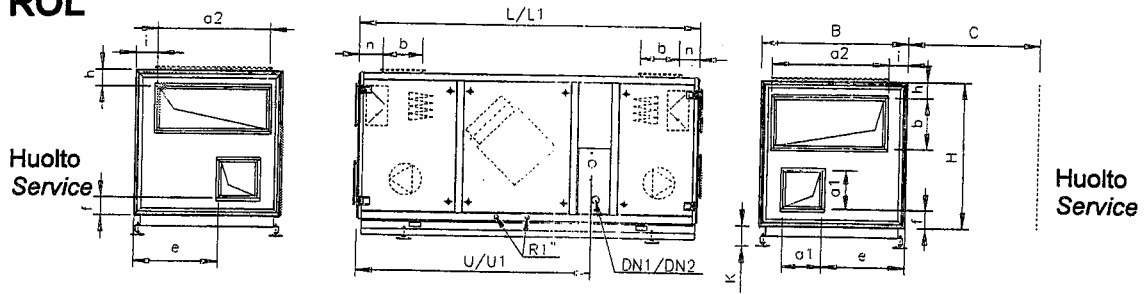 ROL
a2
i
h
Huolto
Service
f
e
L/L1
n
b
b
n
R1"
U/U1
DN1/DN2
K
B
C
a2
i
h
b
H
a1
f
a1
e
Huolto
Service